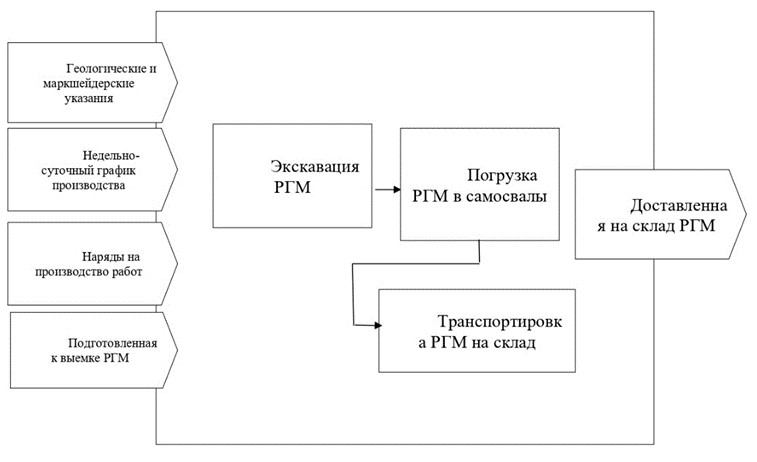 Геологические и
маркшейдерские
указания
Недельно-
суточный график
производства
Наряды на
производство работ
Подготовленная
к выемке РГМ
Экскавация
РГМ
Погрузка
РГМ в самосвалы
Транспортировк
а РГМ на склад
Доставленна
я на склад РГМ